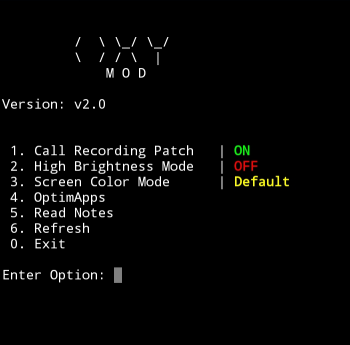 /  \ \_/ \_/
\  / / \  |
M O D
Version: v2.0
1. Call Recording Patch | ON
2. High Brightness Mode | OFF
3. Screen Color Mode | Default
4. OptimApps
5. Read Notes
6. Refresh
0. Exit
Enter Option: